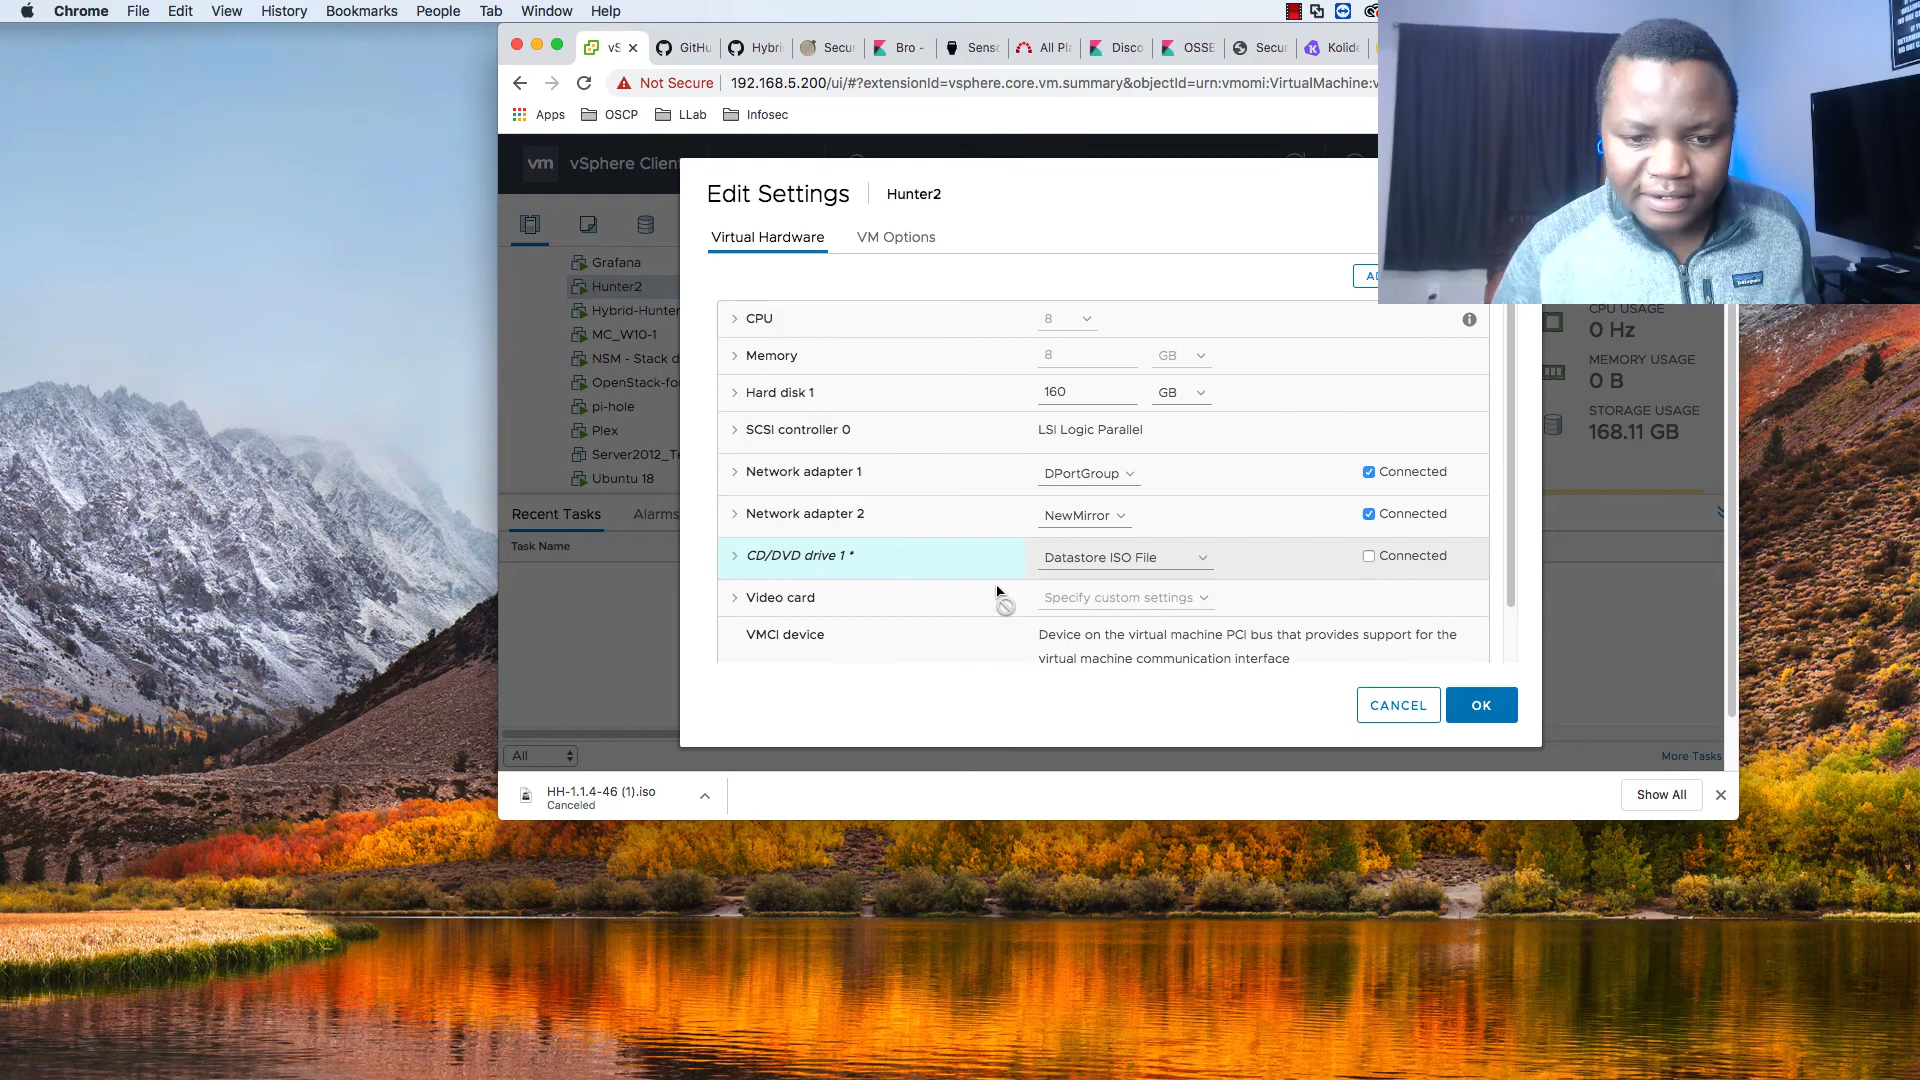 Chrome File Edit View History Bookmarks People Tab Window Help
vS GitHu Hybri Secur Bro - Sens All Pl Disco OSSE Secur Kolide
Not Secure 192.168.5.200/ui/#?extensionId=vsphere.core.vm.summary&objectId=urn:vmomi:VirtualMachine:v
Apps OSCP LLab Infosec
vm vSphere Clien
Edit Settings Hunter2
Virtual Hardware VM Options
Grafana
Hunter2
Hybrid-Hunter
MC_W10-1
NSM - Stack d
OpenStack-fo
pi-hole
Plex
Server2012_Te
Ubuntu 18
AD
CPU 8
Memory 8 GB
Hard disk 1 160 GB
SCSI controller 0 LSI Logic Parallel
Network adapter 1 DPortGroup Connected
Network adapter 2 NewMirror Connected
CD/DVD drive 1 * Datastore ISO File Connected
Video card Specify custom settings
VMCI device Device on the virtual machine PCI bus that provides support for the
virtual machine communication interface
CANCEL OK
CPU USAGE
0 Hz
MEMORY USAGE
0 B
STORAGE USAGE
168.11 GB
Recent Tasks Alarms
Task Name
All More Tasks
HH-1.1.4-46 (1).iso
Canceled
Show All
patagonia